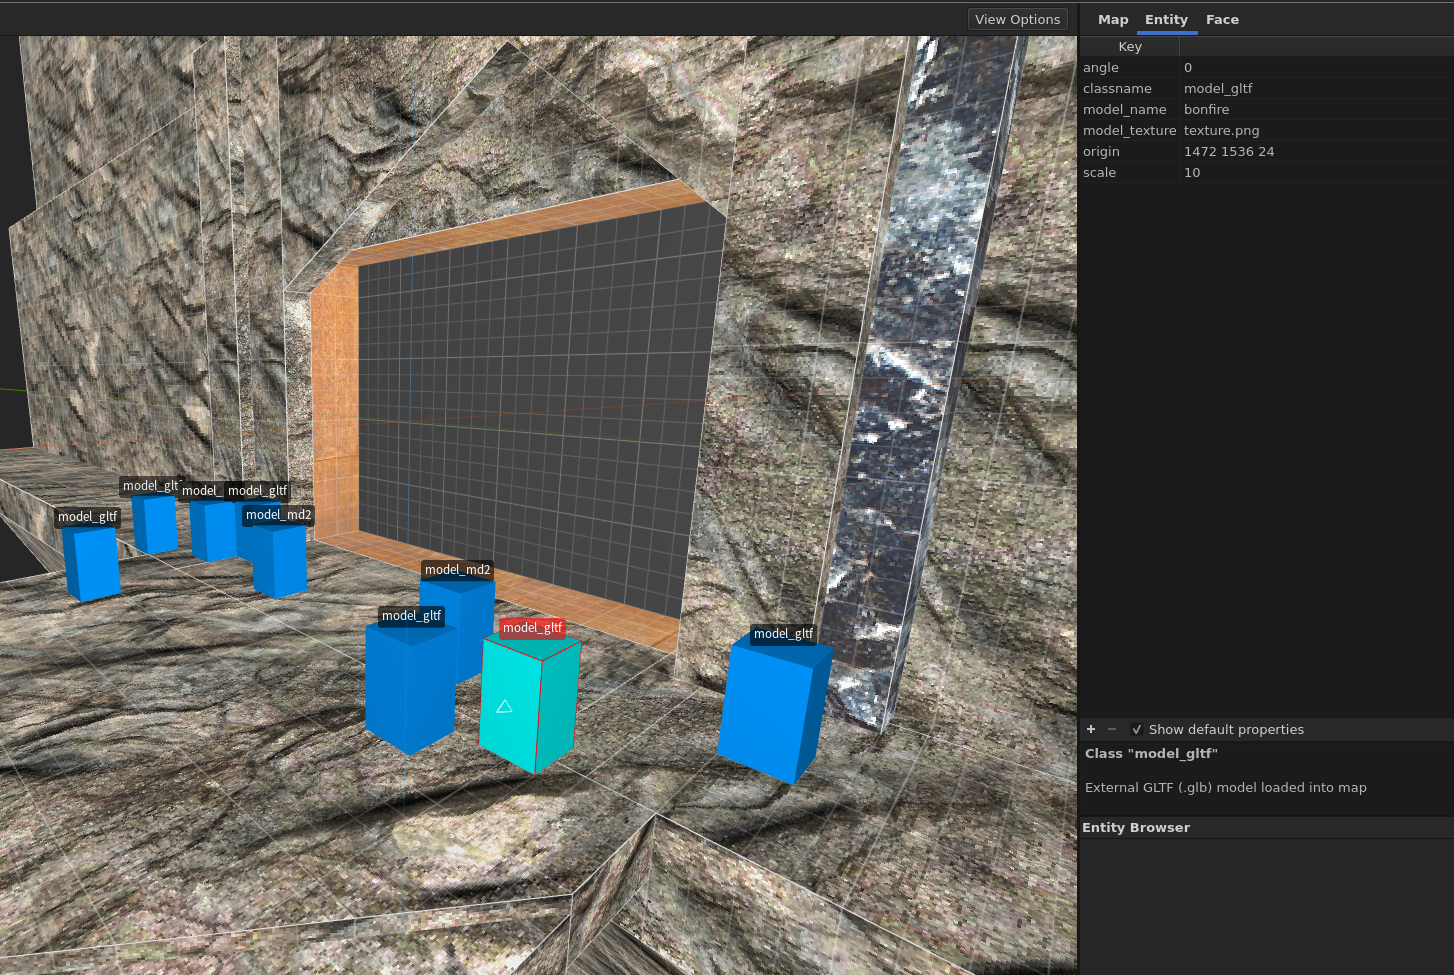 View Options
Map Entity Face
Key
angle 0
classname model_gltf
model_name bonfire
model_texture texture.png
origin 1472 1536 24
scale 10
model_glt
model_
model_gltf
model_gltf
model_md2
model_md2
model_gltf
model_gltf
model_gltf
+ − ✓ Show default properties
Class "model_gltf"
External GLTF (.glb) model loaded into map
Entity Browser